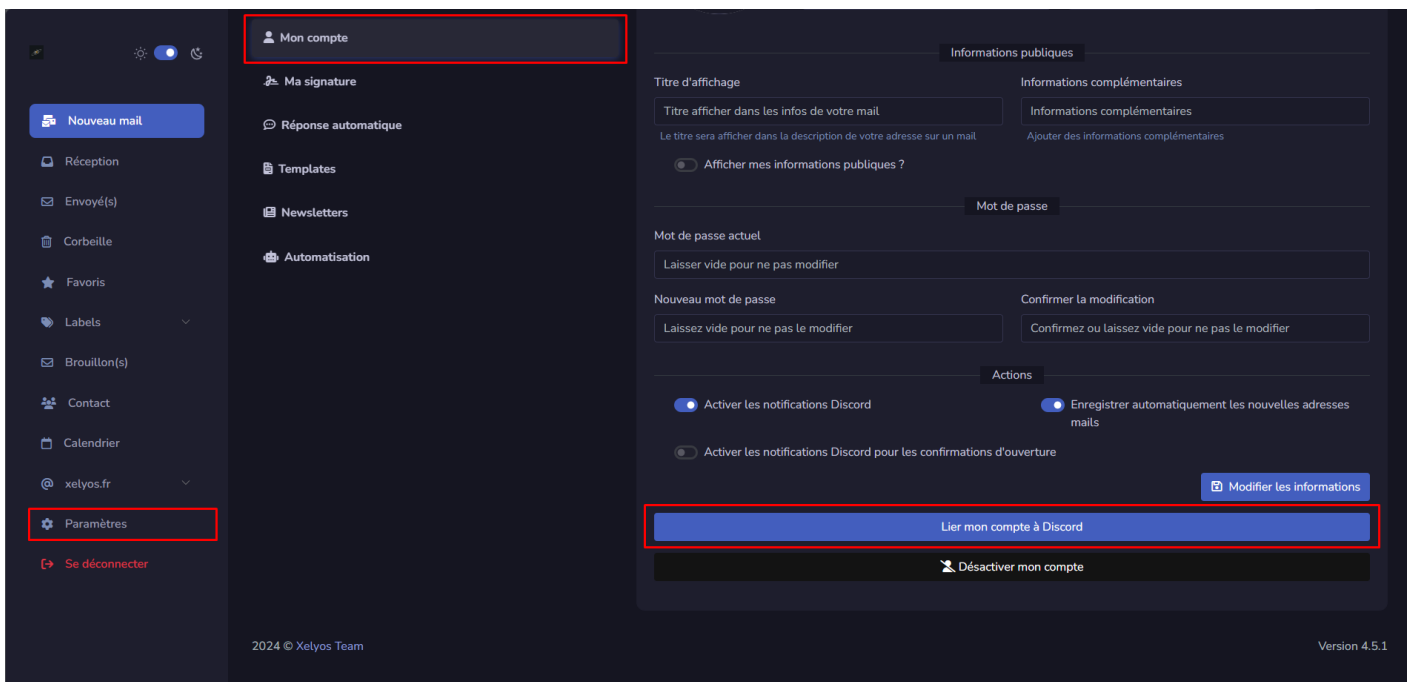 Nouveau mail
Réception
Envoyé(s)
Corbeille
Favoris
Labels
Brouillon(s)
Contact
Calendrier
xelyos.fr
Paramètres
Se déconnecter
Mon compte
Ma signature
Réponse automatique
Templates
Newsletters
Automatisation
Informations publiques
Titre d'affichage
Informations complémentaires
Titre afficher dans les infos de votre mail
Informations complémentaires
Le titre sera afficher dans la description de votre adresse sur un mail
Ajouter des informations complémentaires
Afficher mes informations publiques ?
Mot de passe
Mot de passe actuel
Laisser vide pour ne pas modifier
Nouveau mot de passe
Confirmer la modification
Laissez vide pour ne pas le modifier
Confirmez ou laissez vide pour ne pas le modifier
Actions
Activer les notifications Discord
Enregistrer automatiquement les nouvelles adresses
mails
Activer les notifications Discord pour les confirmations d'ouverture
Modifier les informations
Lier mon compte à Discord
Désactiver mon compte
2024 © Xelyos Team
Version 4.5.1